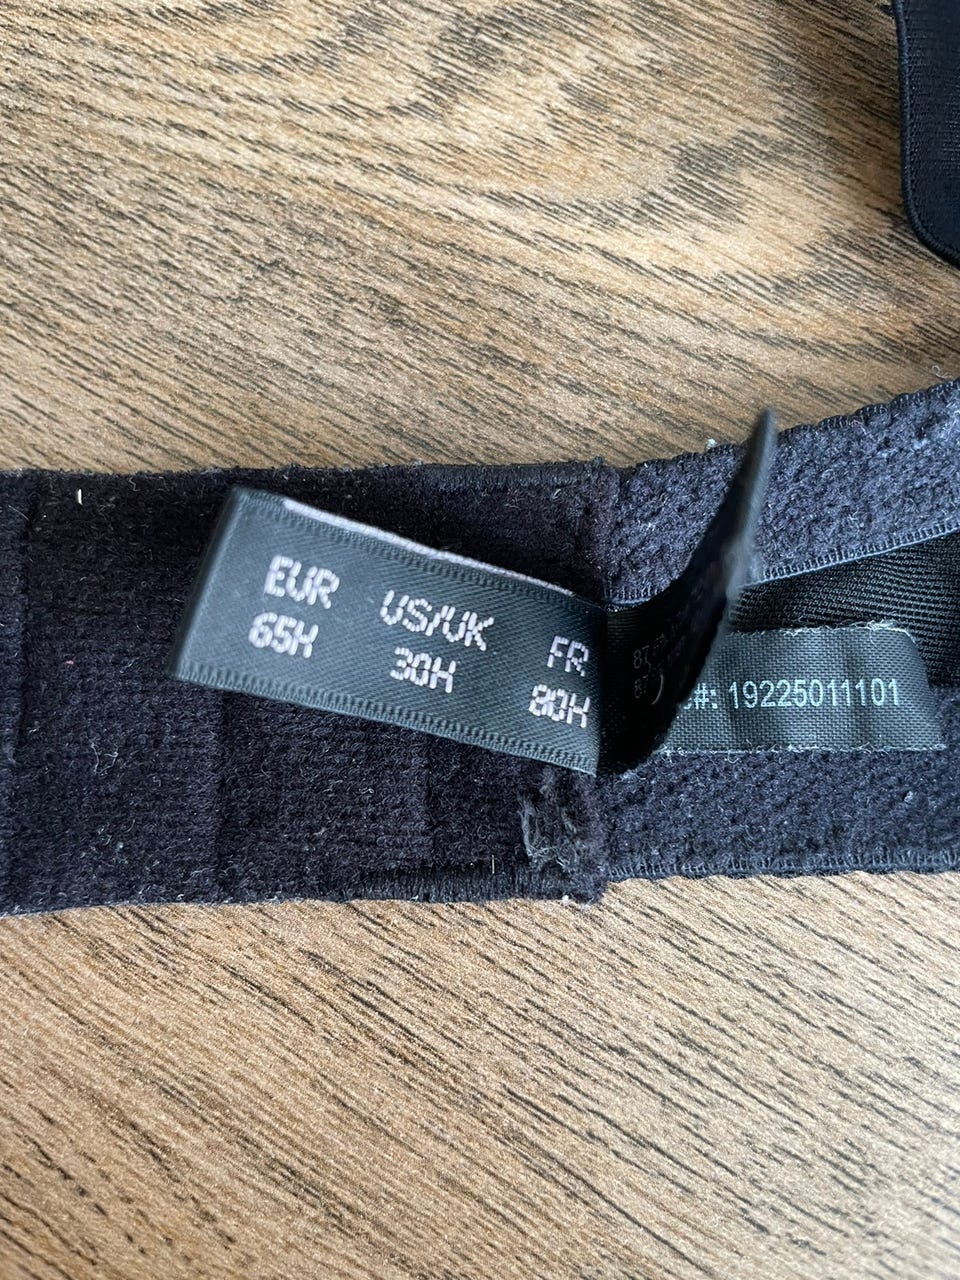 EUR US/UK FR
65H 30H 80H
#: 19225011101